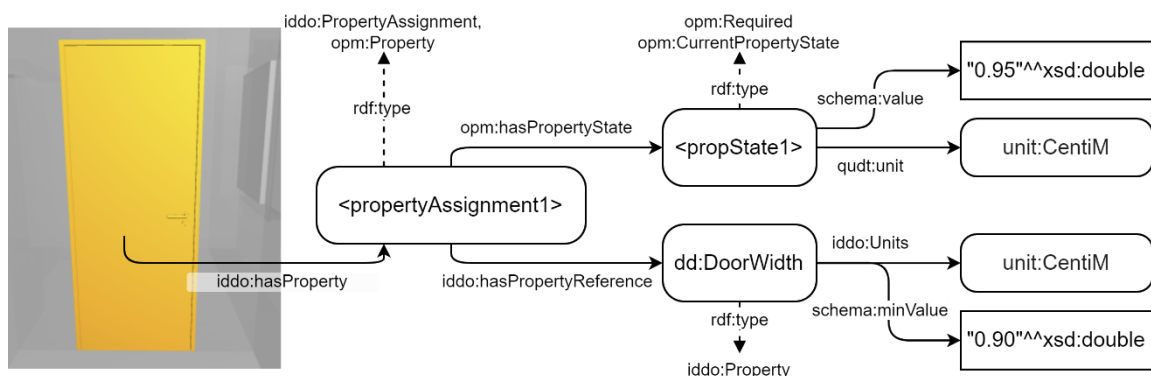 iddo:PropertyAssignment,
opm:Property
rdf:type
<propertyAssignment1>
iddo:hasProperty
opm:hasPropertyState
iddo:hasPropertyReference
opm:Required
opm:CurrentPropertyState
rdf:type
<propState1>
schema:value
"0.95"^^xsd:double
qudt:unit
unit:CentiM
dd:DoorWidth
iddo:Units
unit:CentiM
schema:minValue
"0.90"^^xsd:double
rdf:type
iddo:Property